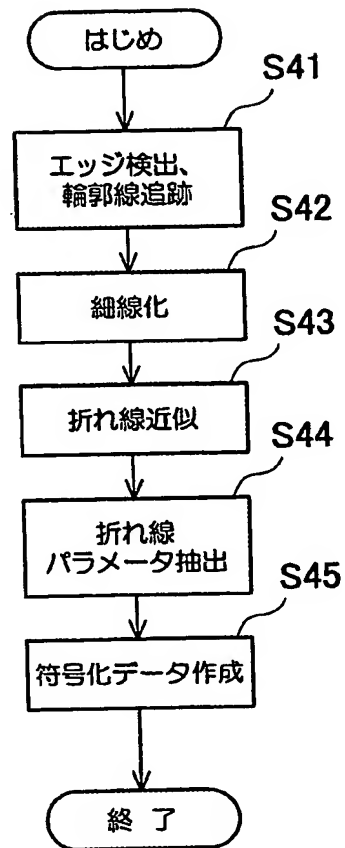 はじめ
S41
エッジ検出、
輪郭線追跡
S42
細線化
S43
折れ線近似
S44
折れ線
パラメータ抽出
S45
符号化データ作成
終 了